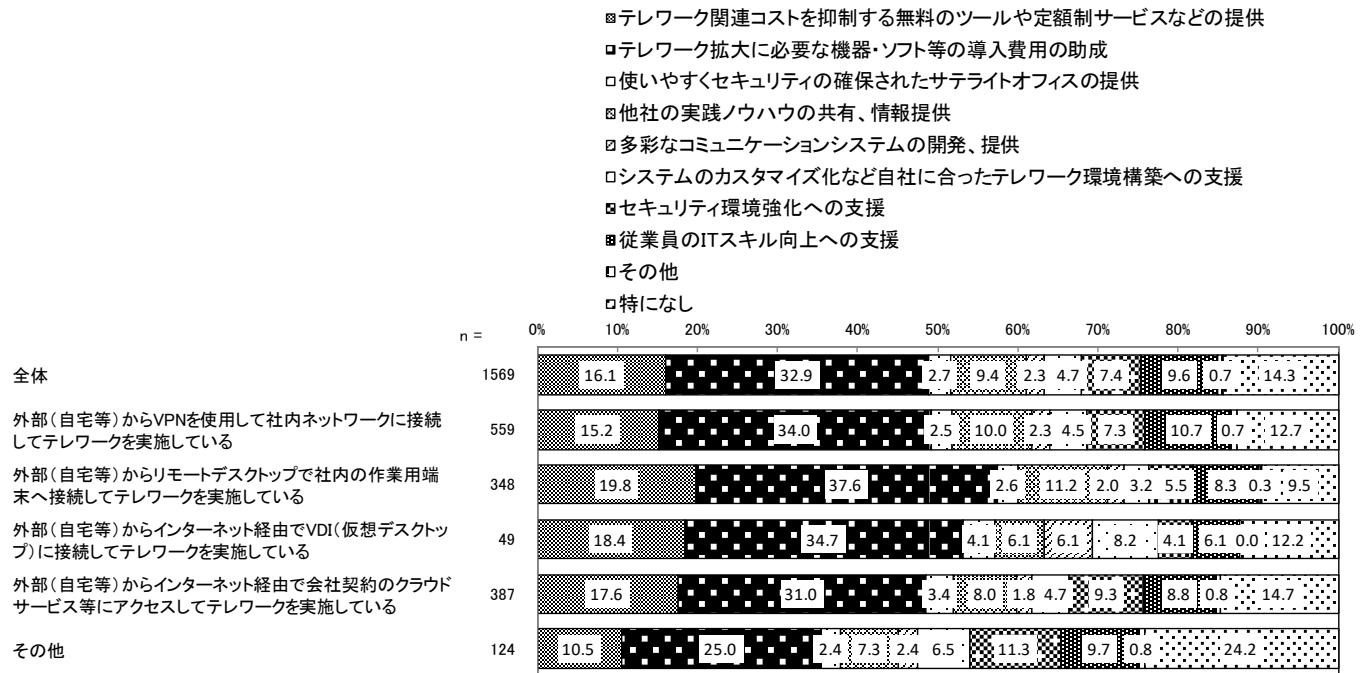 テレワーク関連コストを抑制する無料のツールや定額制サービスなどの提供
テレワーク拡大に必要な機器・ソフト等の導入費用の助成
使いやすくセキュリティの確保されたサテライトオフィスの提供
他社の実践ノウハウの共有、情報提供
多彩なコミュニケーションシステムの開発、提供
システムのカスタマイズ化など自社に合ったテレワーク環境構築への支援
セキュリティ環境強化への支援
従業員のITスキル向上への支援
その他
特になし
n = 0% 10% 20% 30% 40% 50% 60% 70% 80% 90% 100%
全体 1569 16.1 32.9 2.7 9.4 2.3 4.7 7.4 9.6 0.7 14.3
外部(自宅等)からVPNを使用して社内ネットワークに接続
してテレワークを実施している 559 15.2 34.0 2.5 10.0 2.3 4.5 7.3 10.7 0.7 12.7
外部(自宅等)からリモートデスクトップで社内の作業用端
末へ接続してテレワークを実施している 348 19.8 37.6 2.6 11.2 2.0 3.2 5.5 8.3 0.3 9.5
外部(自宅等)からインターネット経由でVDI(仮想デスクトッ
プ)に接続してテレワークを実施している 49 18.4 34.7 4.1 6.1 6.1 8.2 4.1 6.1 0.0 12.2
外部(自宅等)からインターネット経由で会社契約のクラウド
サービス等にアクセスしてテレワークを実施している 387 17.6 31.0 3.4 8.0 1.8 4.7 9.3 8.8 0.8 14.7
その他 124 10.5 25.0 2.4 7.3 2.4 6.5 11.3 9.7 0.8 24.2